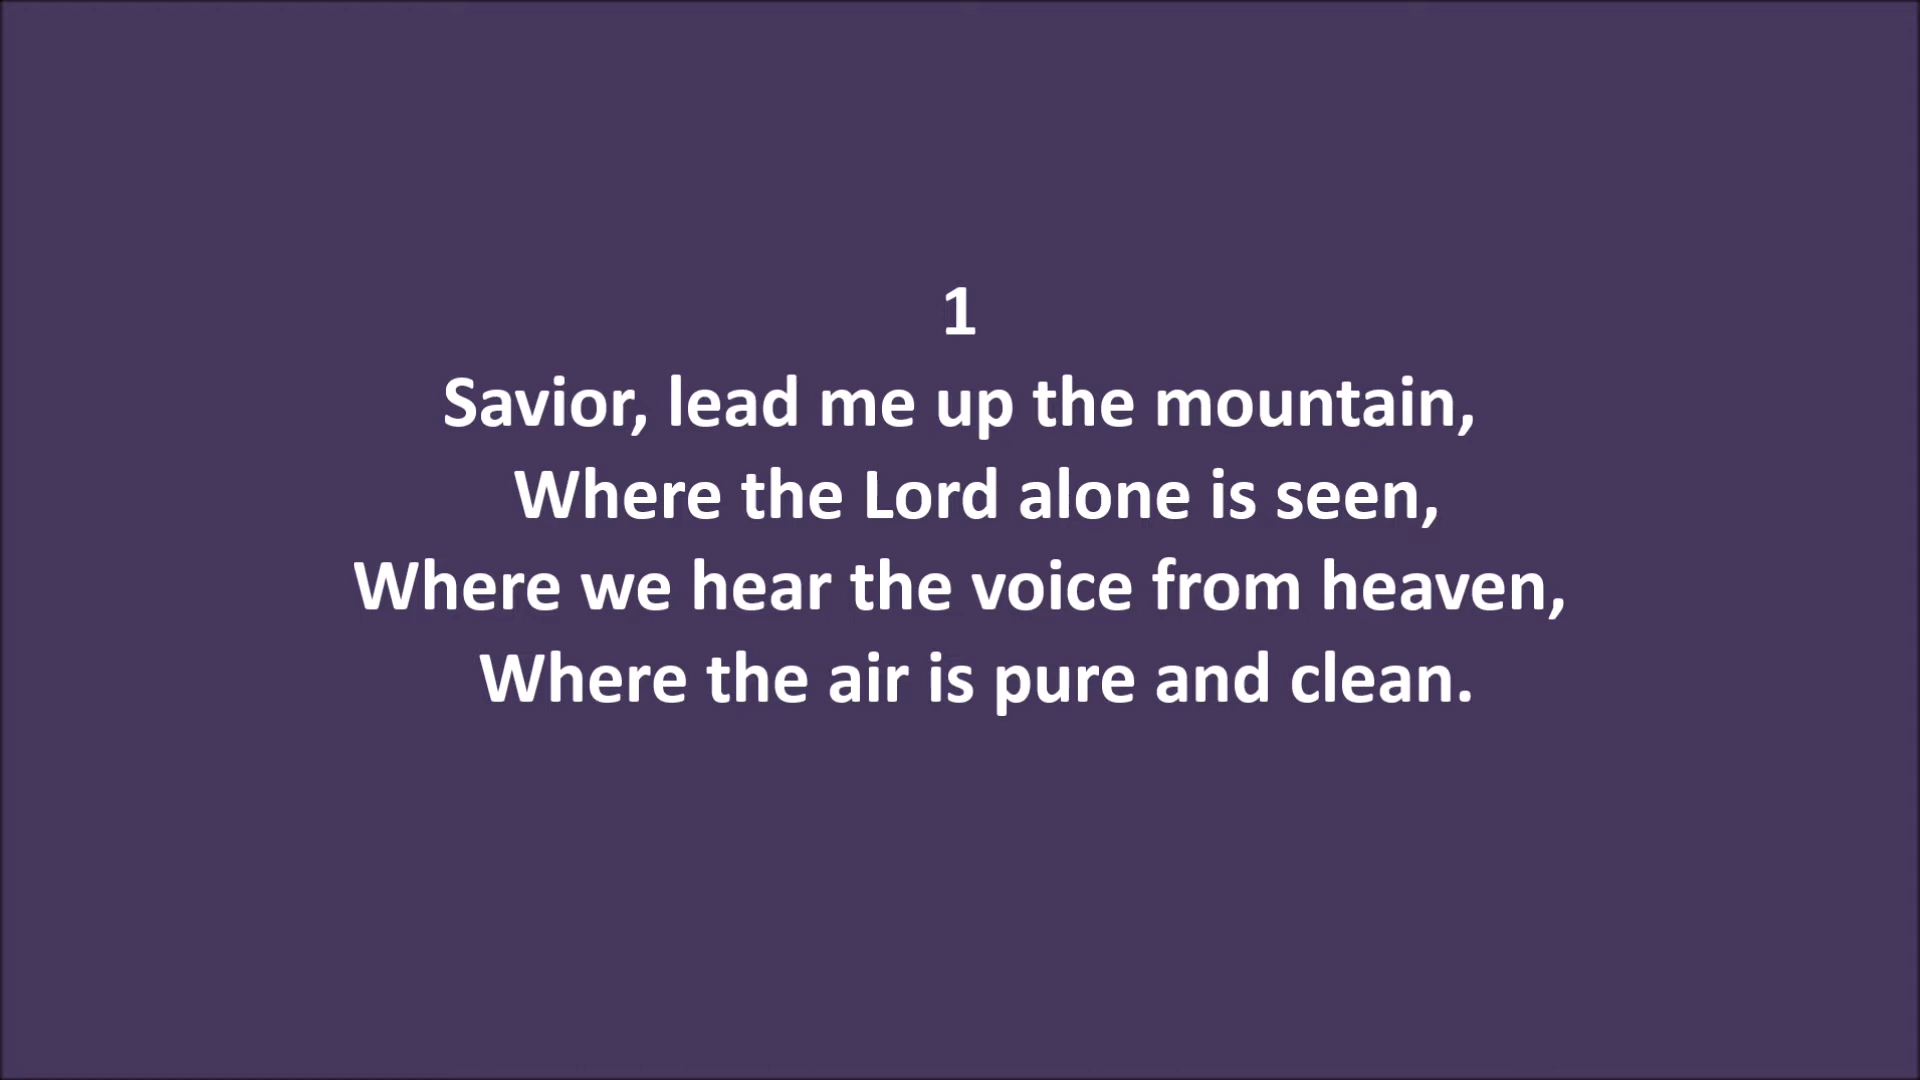 1
Savior, lead me up the mountain,
Where the Lord alone is seen,
Where we hear the voice from heaven,
Where the air is pure and clean.